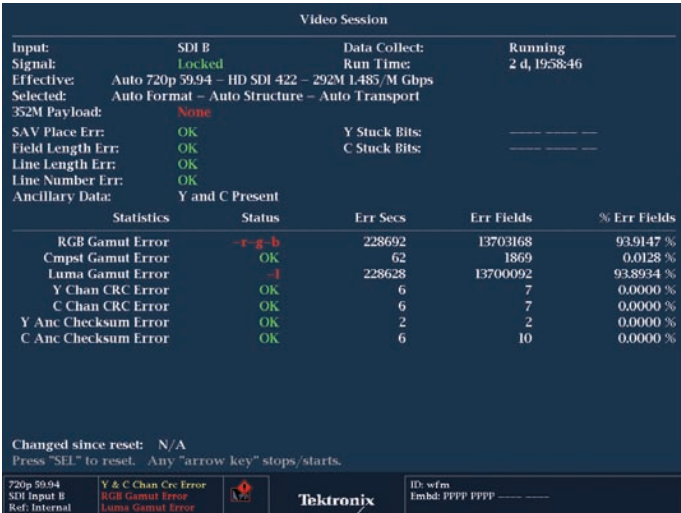 Video Session
Input: SDI B Data Collect: Running
Signal: Locked Run Time: 2 d, 19:58:46
Effective: Auto 720p 59.94 – HD SDI 422 – 292M 1.485/M Gbps
Selected: Auto Format – Auto Structure – Auto Transport
352M Payload: None
SAV Place Err: OK Y Stuck Bits: ---- ---- --
Field Length Err: OK C Stuck Bits: ---- ---- --
Line Length Err: OK
Line Number Err: OK
Ancillary Data: Y and C Present
Statistics Status Err Secs Err Fields % Err Fields
RGB Gamut Error -r-g-b 228692 13703168 93.9147 %
Cmpst Gamut Error OK 62 1869 0.0128 %
Luma Gamut Error -l 228628 13700092 93.8934 %
Y Chan CRC Error OK 6 7 0.0000 %
C Chan CRC Error OK 6 7 0.0000 %
Y Anc Checksum Error OK 2 2 0.0000 %
C Anc Checksum Error OK 6 10 0.0000 %
Changed since reset: N/A
Press "SEL" to reset. Any "arrow key" stops/starts.
720p 59.94 Y & C Chan Crc Error
SDI Input B RGB Gamut Error Tektronix ID: wfm
Ref: Internal Luma Gamut Error Embd: PPPP PPPP ---- ----